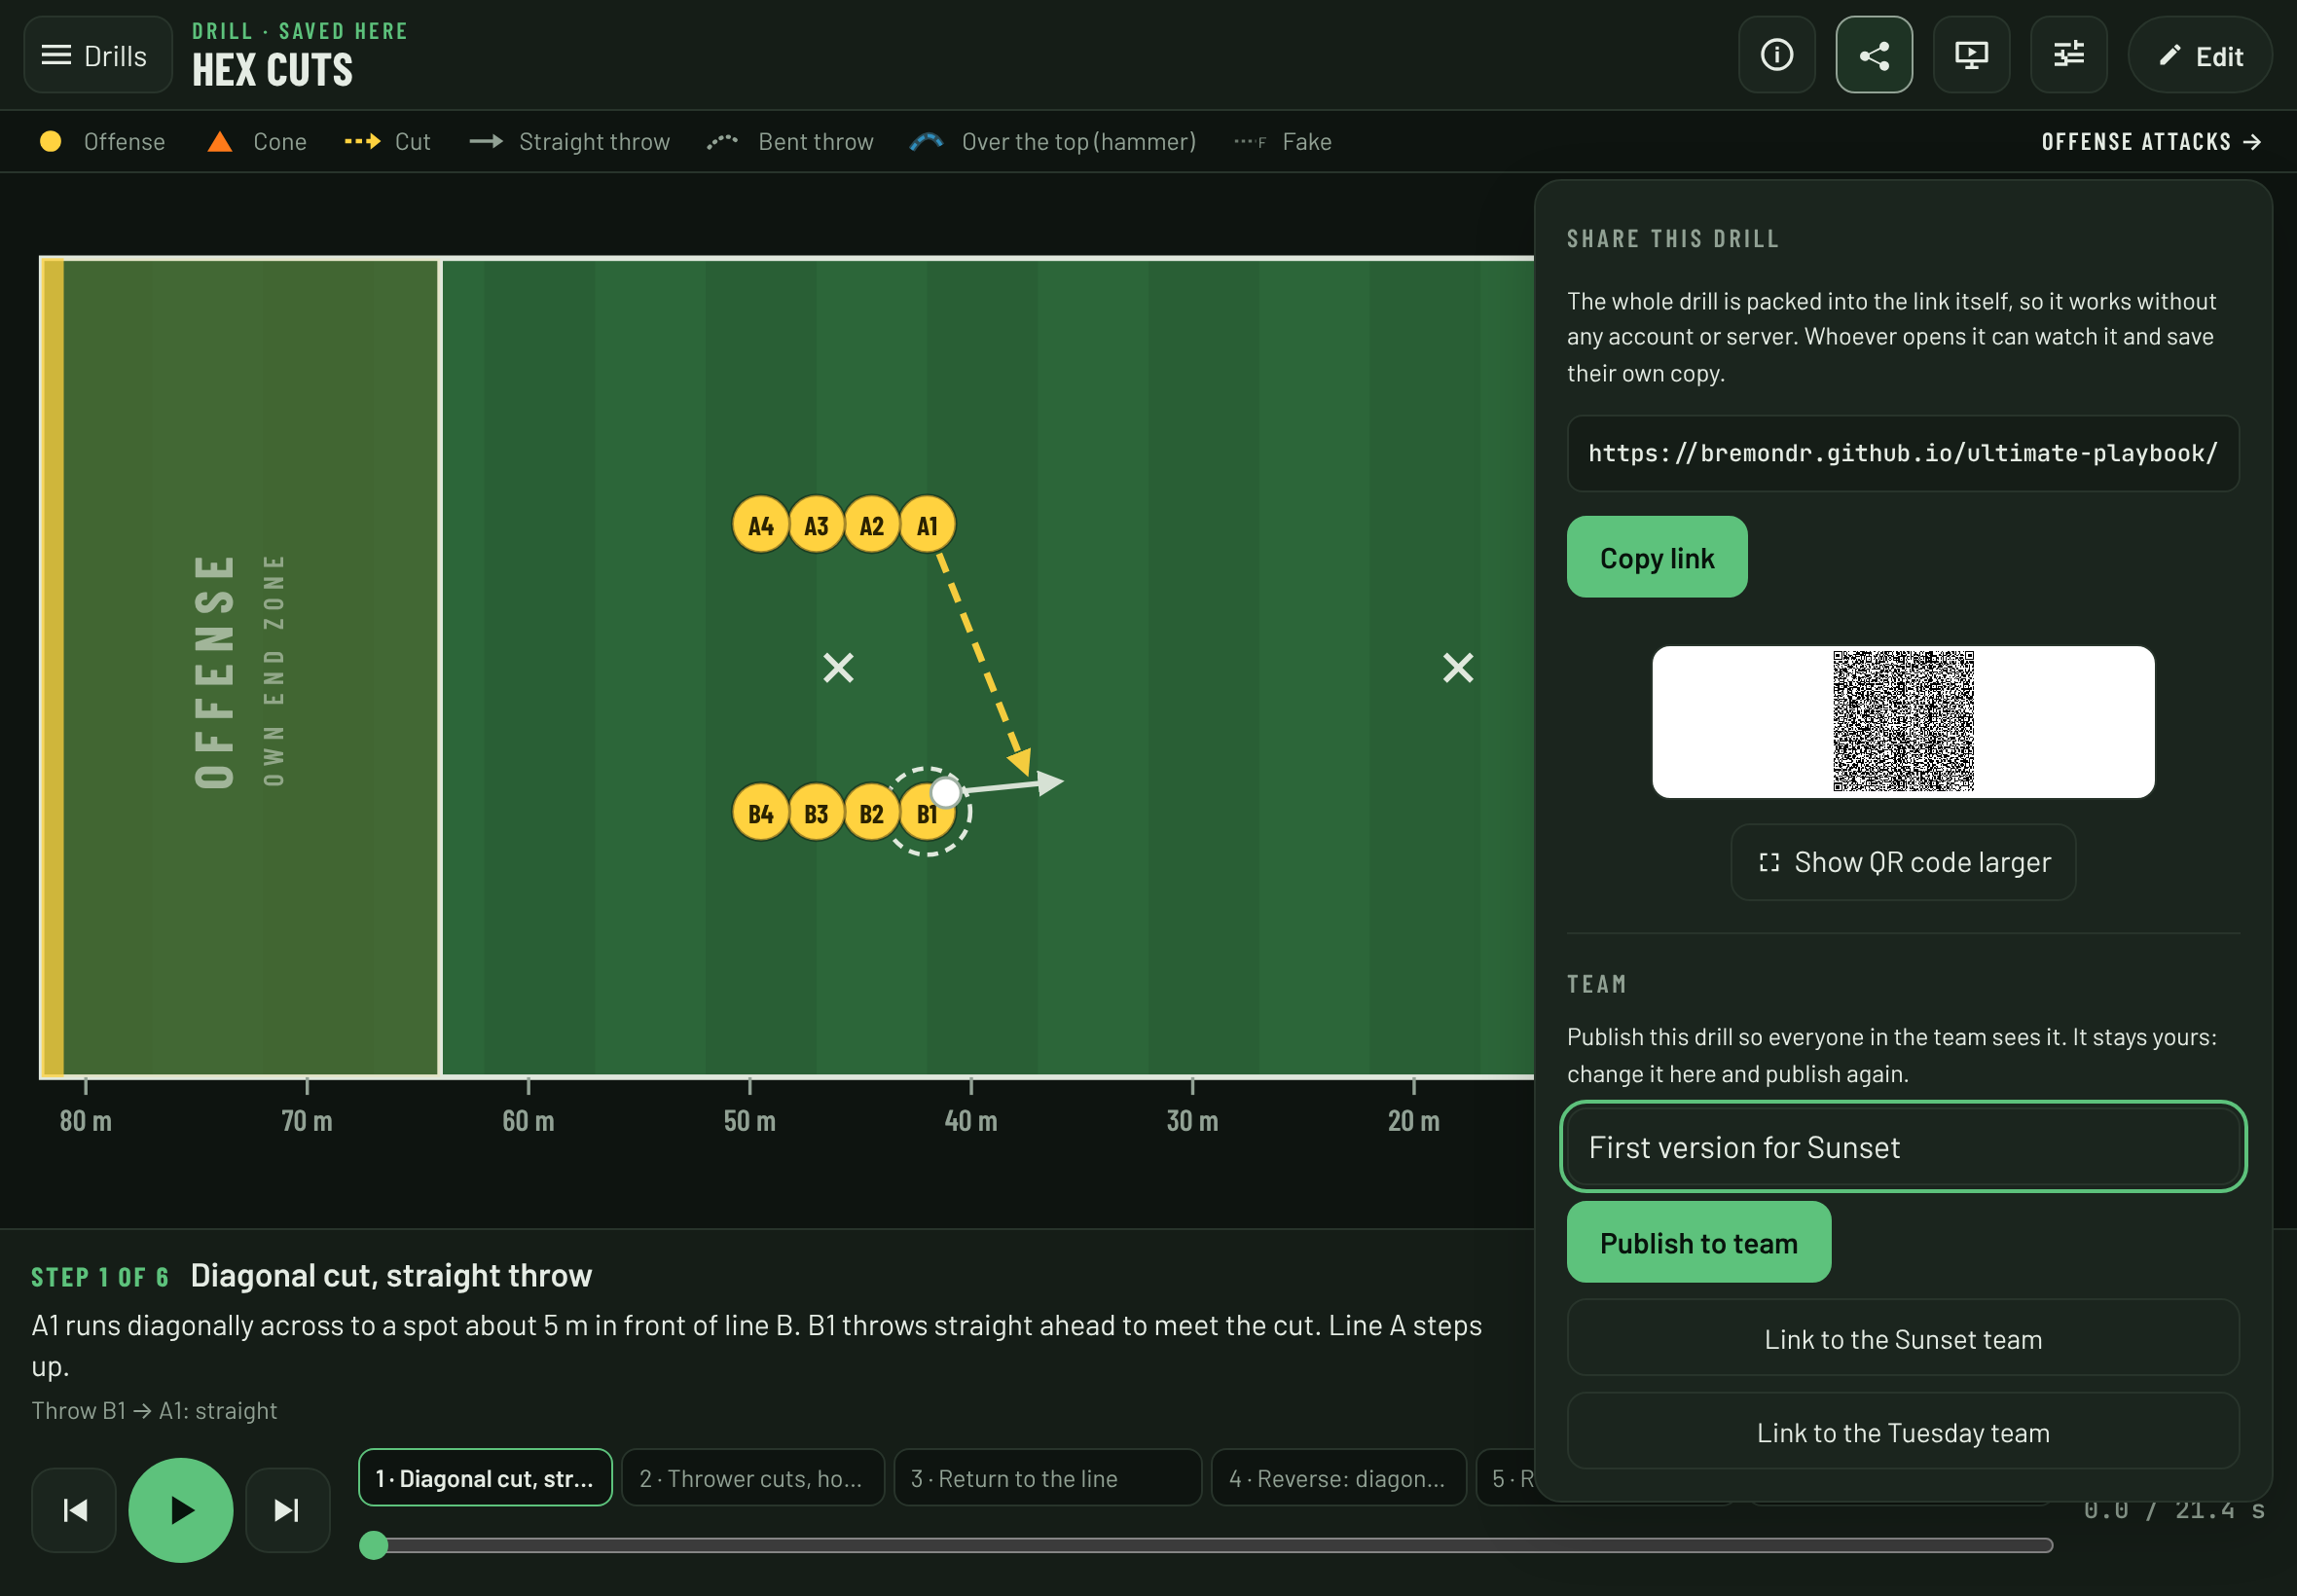 Drills
DRILL · SAVED HERE
HEX CUTS
Edit
Offense
Cone
Cut
Straight throw
Bent throw
Over the top (hammer)
F
Fake
OFFENSE ATTACKS →
OFFENSE
OWN END ZONE
A4
A3
A2
A1
B4
B3
B2
B1
80 m
70 m
60 m
50 m
40 m
30 m
20 m
SHARE THIS DRILL
The whole drill is packed into the link itself, so it works without
any account or server. Whoever opens it can watch it and save
their own copy.
https://bremondr.github.io/ultimate-playbook/
Copy link
Show QR code larger
TEAM
Publish this drill so everyone in the team sees it. It stays yours:
change it here and publish again.
First version for Sunset
Publish to team
Link to the Sunset team
Link to the Tuesday team
STEP 1 OF 6 Diagonal cut, straight throw
A1 runs diagonally across to a spot about 5 m in front of line B. B1 throws straight ahead to meet the cut. Line A steps
up.
Throw B1 → A1: straight
1 · Diagonal cut, str...
2 · Thrower cuts, ho...
3 · Return to the line
4 · Reverse: diagon...
5 · R
0.0 / 21.4 s